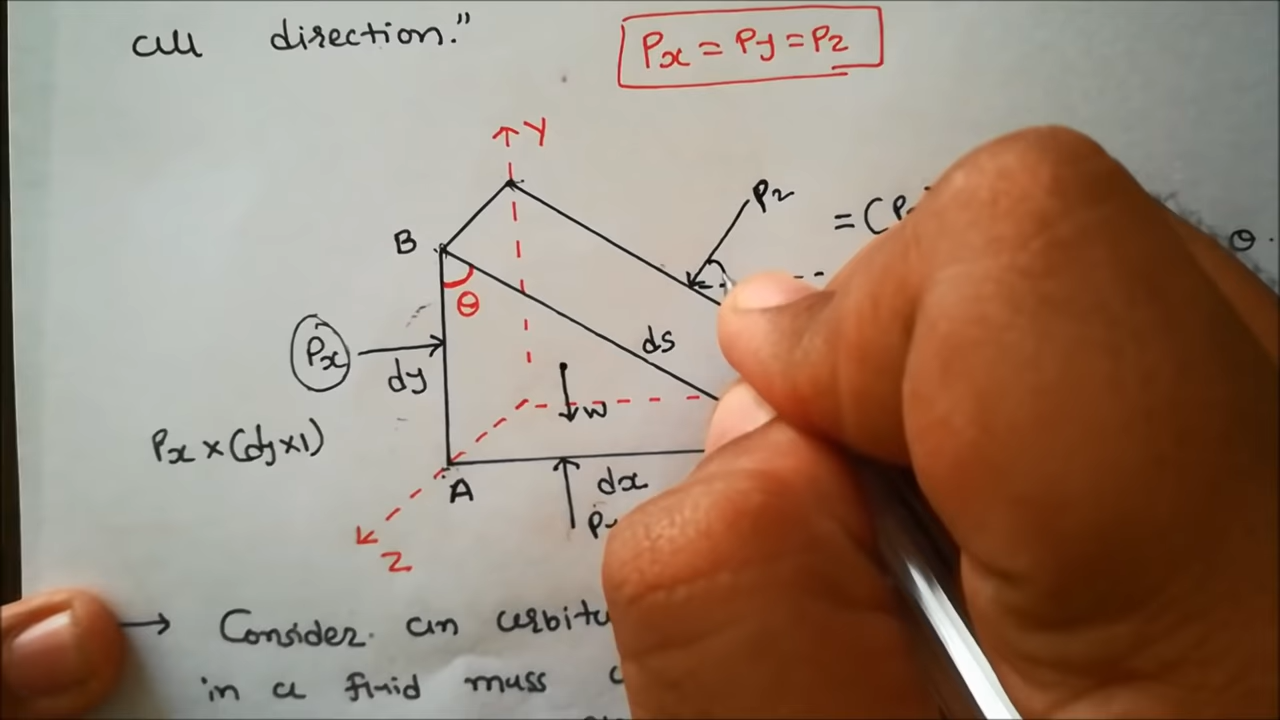 all direction."
Px = Py = Pz
Y
B
Pz
θ
θ
Px
dy
ds
w
Px × (dy×1)
dx
A
Z
→ Consider an
in a fluid mass